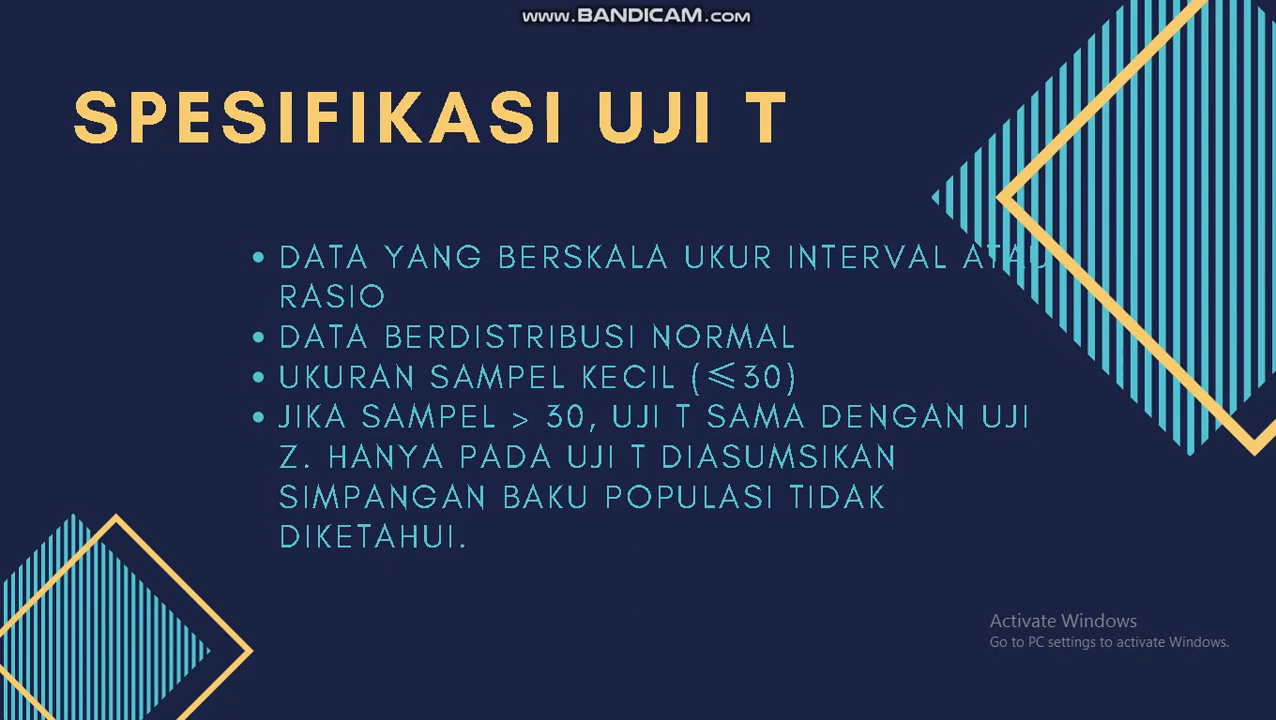 www.BANDICAM.com
SPESIFIKASI UJI T
• DATA YANG BERSKALA UKUR INTERVAL ATAU
RASIO
• DATA BERDISTRIBUSI NORMAL
• UKURAN SAMPEL KECIL (≤30)
• JIKA SAMPEL > 30, UJI T SAMA DENGAN UJI
Z. HANYA PADA UJI T DIASUMSIKAN
SIMPANGAN BAKU POPULASI TIDAK
DIKETAHUI.
Activate Windows
Go to PC settings to activate Windows.